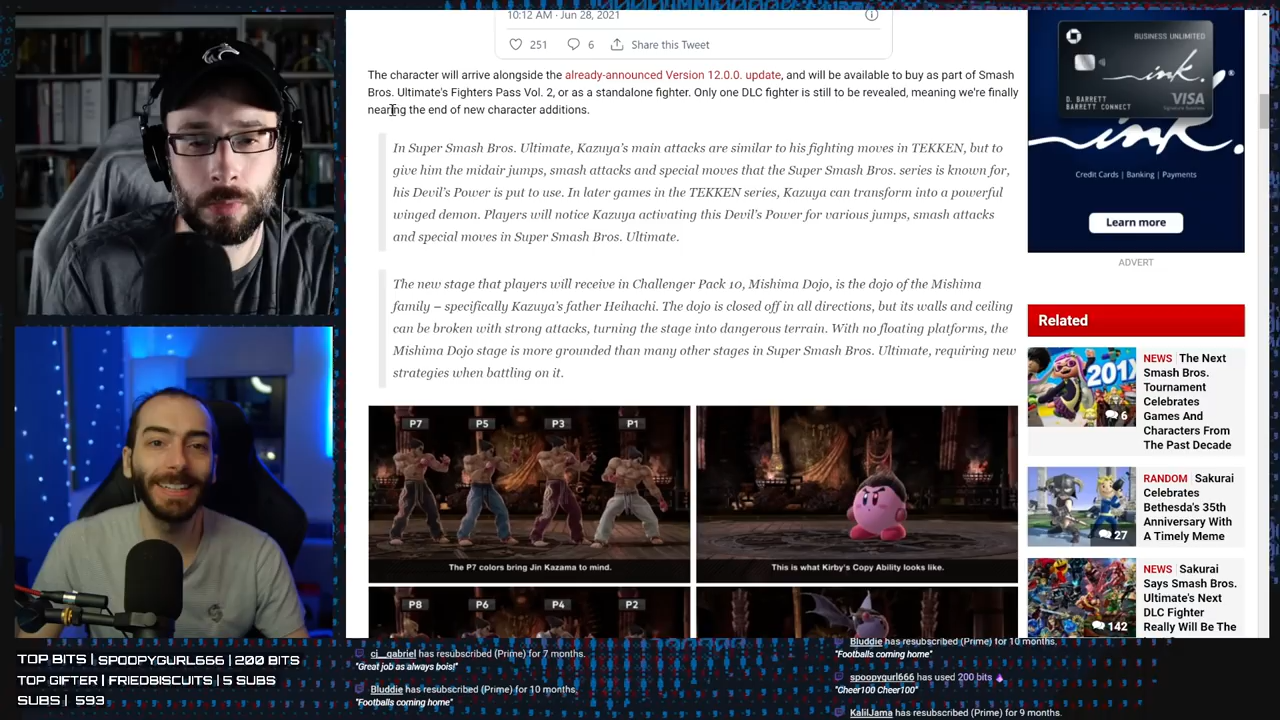 10:12 AM · Jun 28, 2021
251 6 Share this Tweet
The character will arrive alongside the already-announced Version 12.0.0. update, and will be available to buy as part of Smash
Bros. Ultimate's Fighters Pass Vol. 2, or as a standalone fighter. Only one DLC fighter is still to be revealed, meaning we're finally
nearing the end of new character additions.
In Super Smash Bros. Ultimate, Kazuya's main attacks are similar to his fighting moves in TEKKEN, but to
give him the midair jumps, smash attacks and special moves that the Super Smash Bros. series is known for,
his Devil's Power is put to use. In later games in the TEKKEN series, Kazuya can transform into a powerful
winged demon. Players will notice Kazuya activating this Devil's Power for various jumps, smash attacks
and special moves in Super Smash Bros. Ultimate.
The new stage that players will receive in Challenger Pack 10, Mishima Dojo, is the dojo of the Mishima
family – specifically Kazuya's father Heihachi. The dojo is closed off in all directions, but its walls and ceiling
can be broken with strong attacks, turning the stage into dangerous terrain. With no floating platforms, the
Mishima Dojo stage is more grounded than many other stages in Super Smash Bros. Ultimate, requiring new
strategies when battling on it.
P7 P5 P3 P1
The P7 colors bring Jin Kazama to mind.
This is what Kirby's Copy Ability looks like.
P8 P6 P4 P2
BUSINESS UNLIMITED
ink.
D. BARRETT
BARRETT CONNECT
VISA
Signature Business
ink.
Credit Cards | Banking | Payments
Learn more
ADVERT
Related
NEWS The Next
Smash Bros.
Tournament
Celebrates
Games And
Characters From
The Past Decade
201X
6
RANDOM Sakurai
Celebrates
Bethesda's 35th
Anniversary With
A Timely Meme
27
NEWS Sakurai
Says Smash Bros.
Ultimate's Next
DLC Fighter
Really Will Be The
142
TOP BITS | SPOOPYGURL666 | 200 BITS
TOP GIFTER | FRIEDBISCUITS | 5 SUBS
SUBS | 593
ci__gabriel has resubscribed (Prime) for 7 months.
"Great job as always bois!"
Bluddie has resubscribed (Prime) for 10 months.
"Footballs coming home"
Bluddie has resubscribed (Prime) for 10 months.
"Footballs coming home"
spoopygurl666 has used 200 bits
"Cheer100 Cheer100"
KalilJama has resubscribed (Prime) for 9 months.